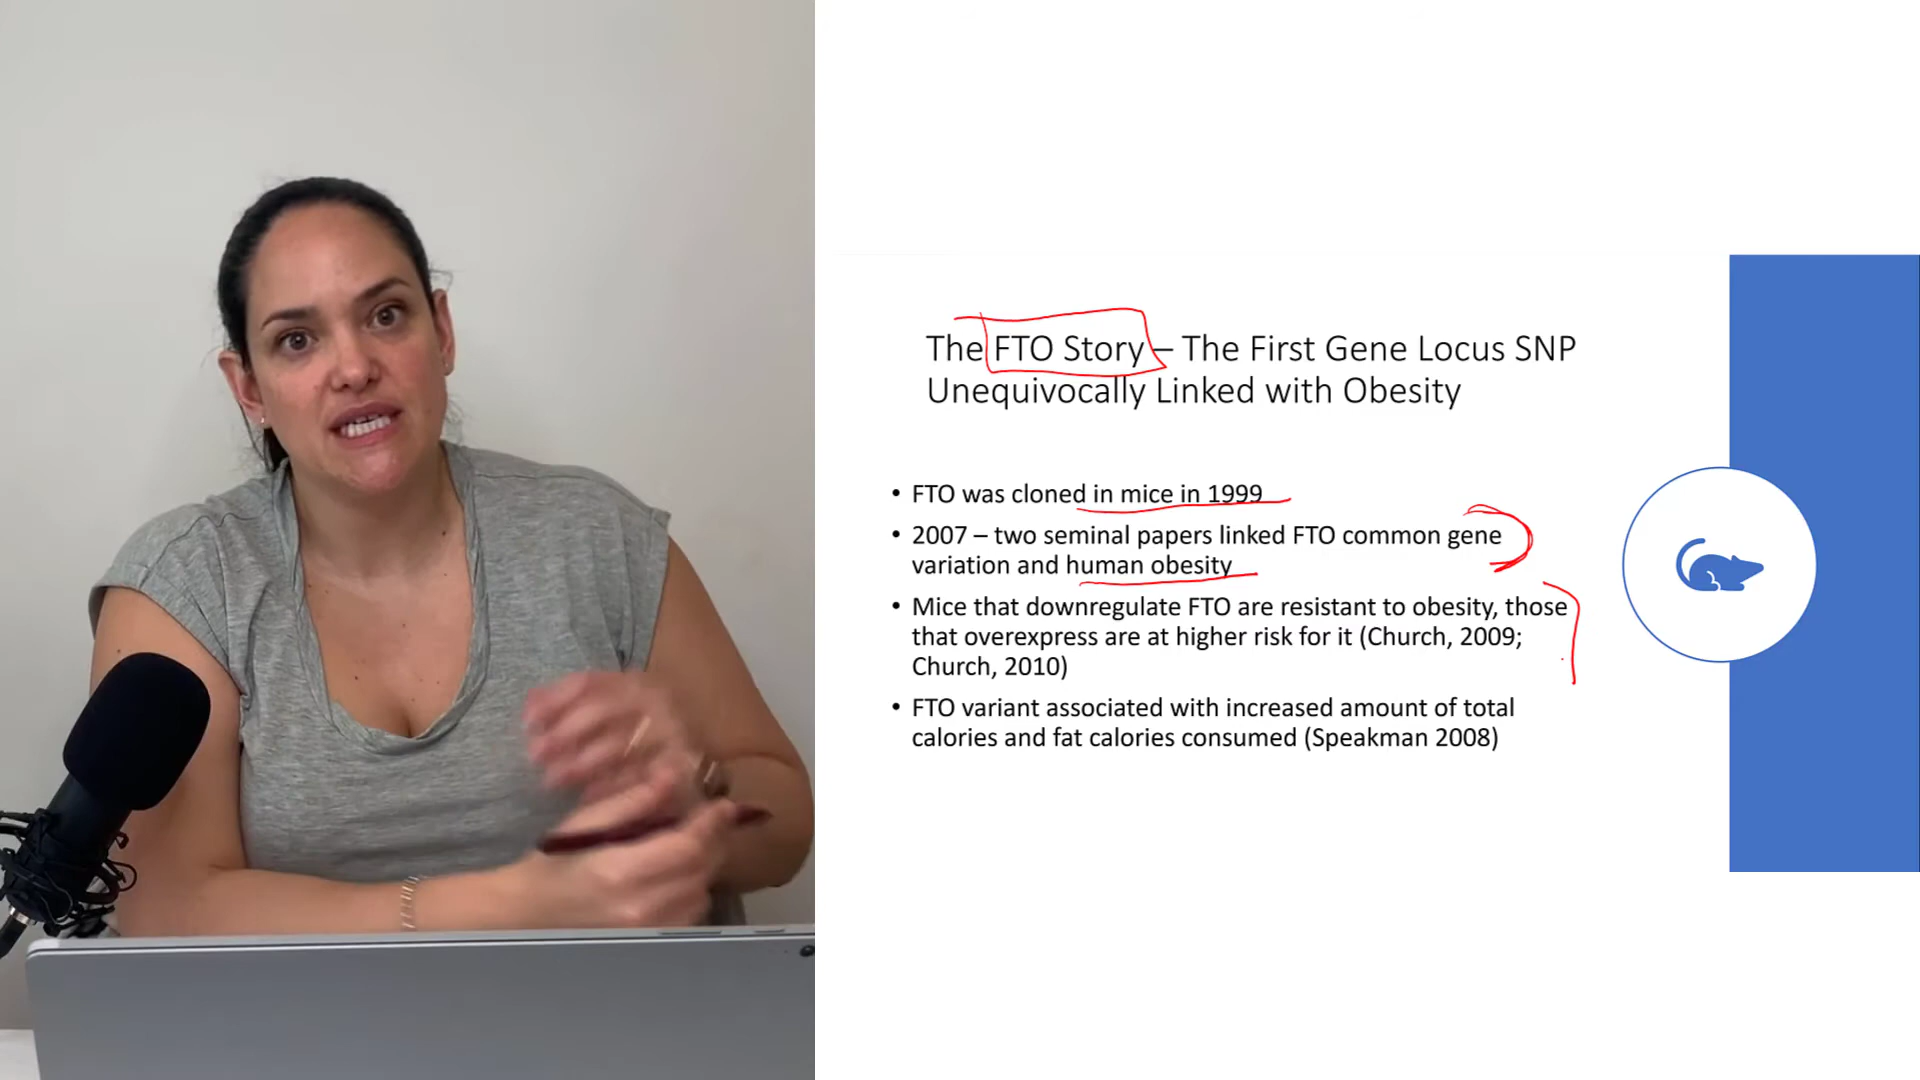 The FTO Story – The First Gene Locus SNP
Unequivocally Linked with Obesity
• FTO was cloned in mice in 1999
• 2007 – two seminal papers linked FTO common gene
variation and human obesity
• Mice that downregulate FTO are resistant to obesity, those
that overexpress are at higher risk for it (Church, 2009;
Church, 2010)
• FTO variant associated with increased amount of total
calories and fat calories consumed (Speakman 2008)